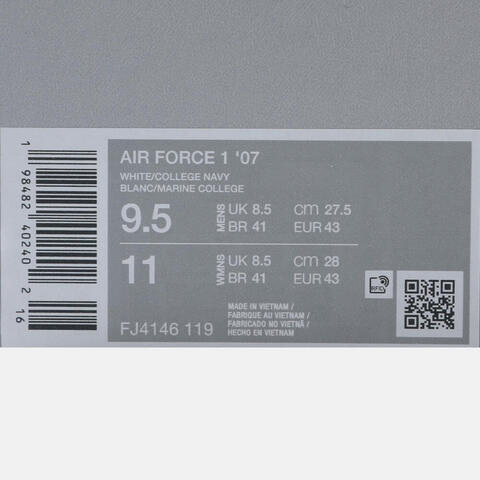 AIR FORCE 1 '07
WHITE/COLLEGE NAVY
BLANC/MARINE COLLEGE
9.5 MENS UK 8.5 cm 27.5
BR 41 EUR 43
11 WMNS UK 8.5 cm 28
BR 41 EUR 43
RFID
FJ4146 119
MADE IN VIETNAM /
FABRIQUE AU VIETNAM /
FABRICADO NO VIETNÃ /
HECHO EN VIETNAM
1 98482 40240 2 16